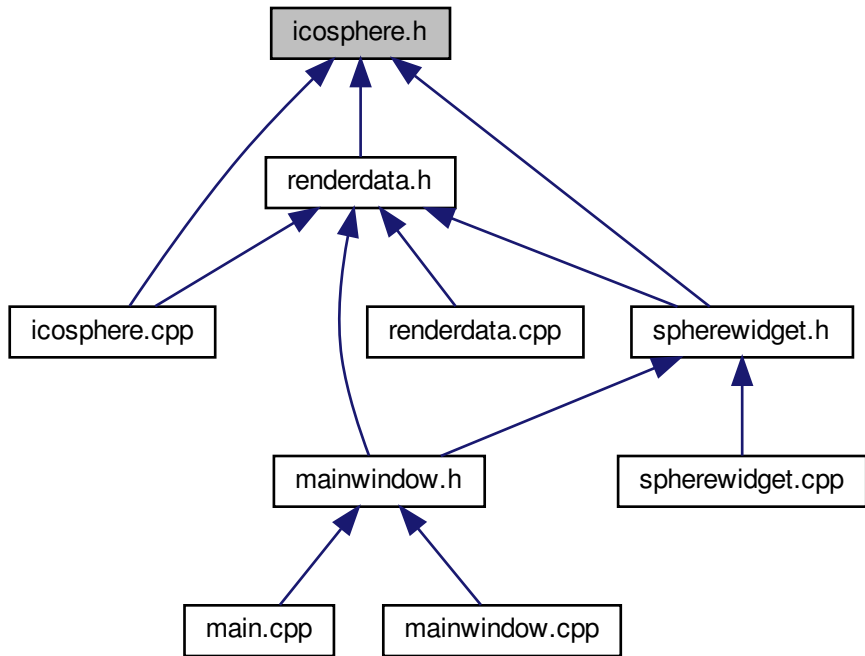 icosphere.h
renderdata.h
icosphere.cpp
renderdata.cpp
spherewidget.h
mainwindow.h
spherewidget.cpp
main.cpp
mainwindow.cpp